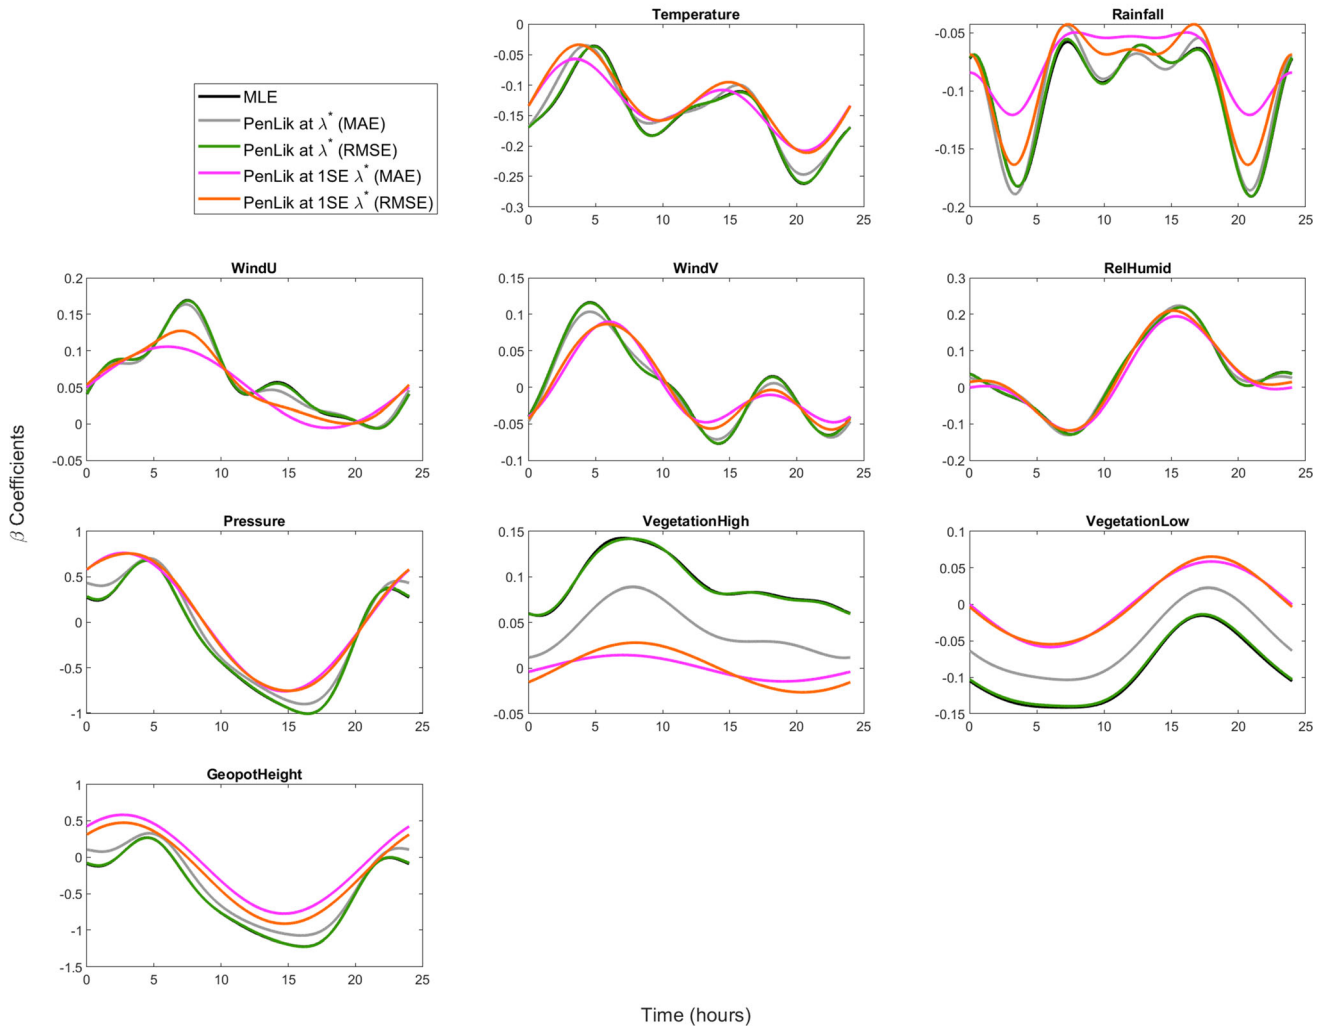 Temperature
0
-0.05
-0.1
-0.15
-0.2
-0.25
-0.3
0 5 10 15 20 25
Rainfall
-0.05
-0.1
-0.15
-0.2
0 5 10 15 20 25
MLE
PenLik at λ* (MAE)
PenLik at λ* (RMSE)
PenLik at 1SE λ* (MAE)
PenLik at 1SE λ* (RMSE)
WindU
0.2
0.15
0.1
0.05
0
-0.05
0 5 10 15 20 25
WindV
0.15
0.1
0.05
0
-0.05
-0.1
0 5 10 15 20 25
RelHumid
0.3
0.2
0.1
0
-0.1
-0.2
0 5 10 15 20 25
β Coefficients
Pressure
1
0.5
0
-0.5
-1
0 5 10 15 20 25
VegetationHigh
0.15
0.1
0.05
0
-0.05
0 5 10 15 20 25
VegetationLow
0.1
0.05
0
-0.05
-0.1
-0.15
0 5 10 15 20 25
GeopotHeight
1
0.5
0
-0.5
-1
-1.5
0 5 10 15 20 25
Time (hours)